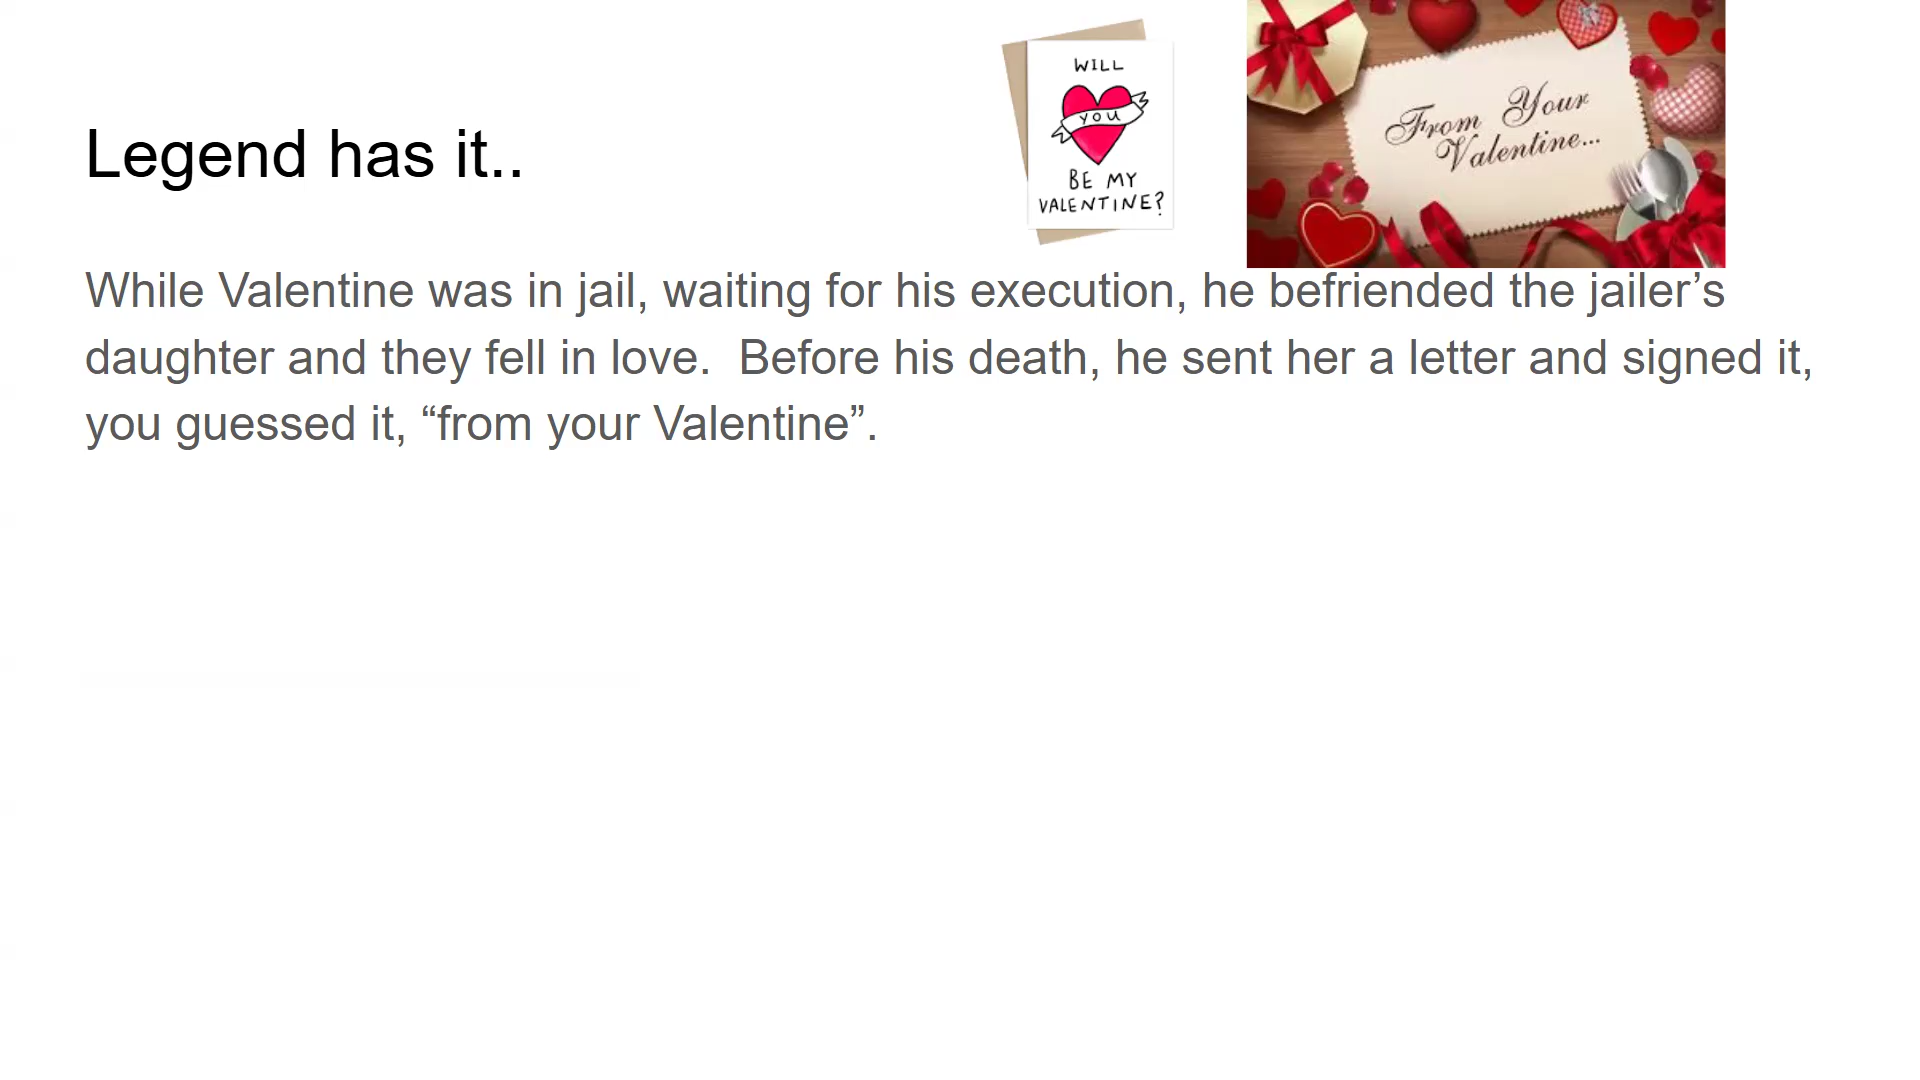 WILL
YOU
BE MY
VALENTINE?
From Your
Valentine...
Legend has it..
While Valentine was in jail, waiting for his execution, he befriended the jailer’s
daughter and they fell in love.  Before his death, he sent her a letter and signed it,
you guessed it, “from your Valentine”.